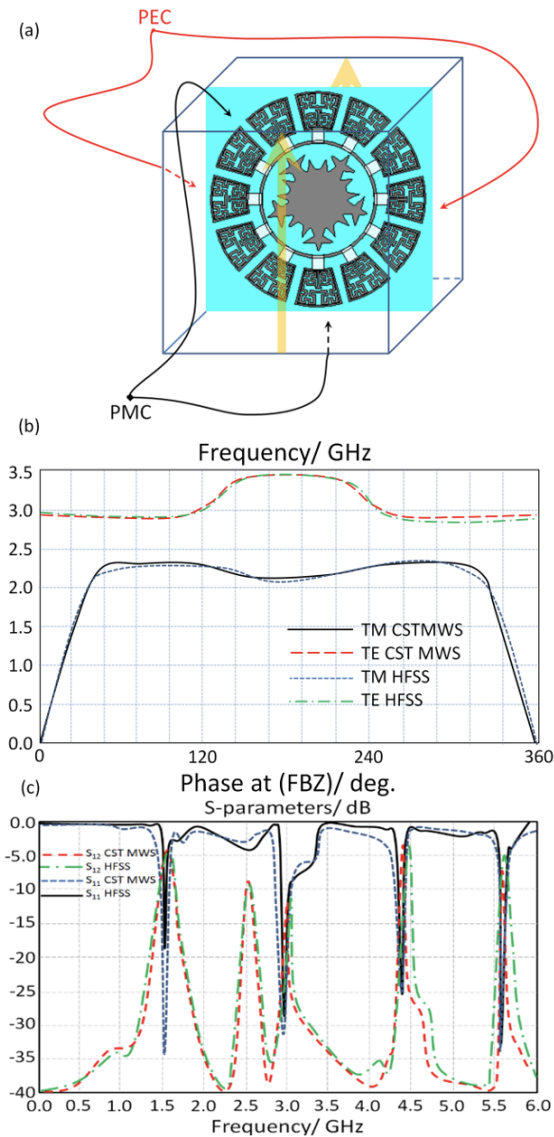 (a)
PEC
PMC
(b)
Frequency/ GHz
3.5
3.0
2.5
2.0
1.5
1.0
0.0
TM CSTMWS
TE CST MWS
TM HFSS
TE HFSS
0 120 240 360
Phase at (FBZ)/ deg.
(c)
S-parameters/ dB
0.0
-5.0
-10
-15
-20
-25
-30
-35
-40
S12 CST MWS
S12 HFSS
S11 CST MWS
S11 HFSS
0.0 1.0 1.5 2.0 2.5 3.0 3.5 4.0 4.5 5.0 5.5 6.0
Frequency/ GHz